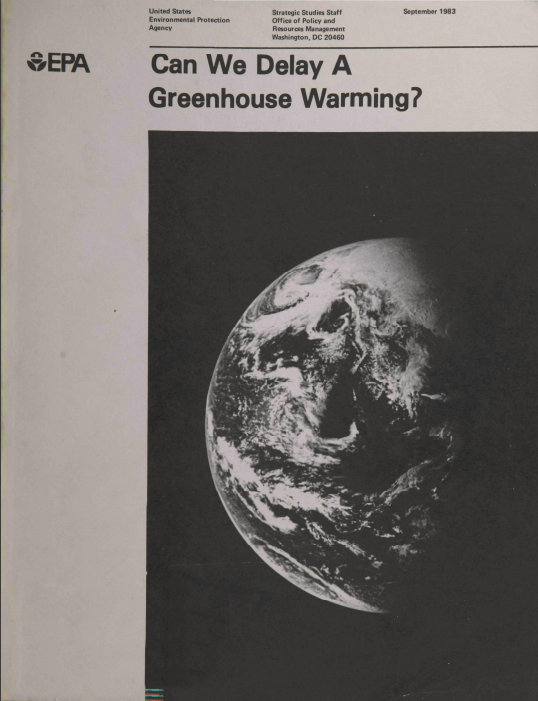 United States
Environmental Protection
Agency
Strategic Studies Staff
Office of Policy and
Resources Management
Washington, DC 20460
September 1983
EPA
Can We Delay A
Greenhouse Warming?